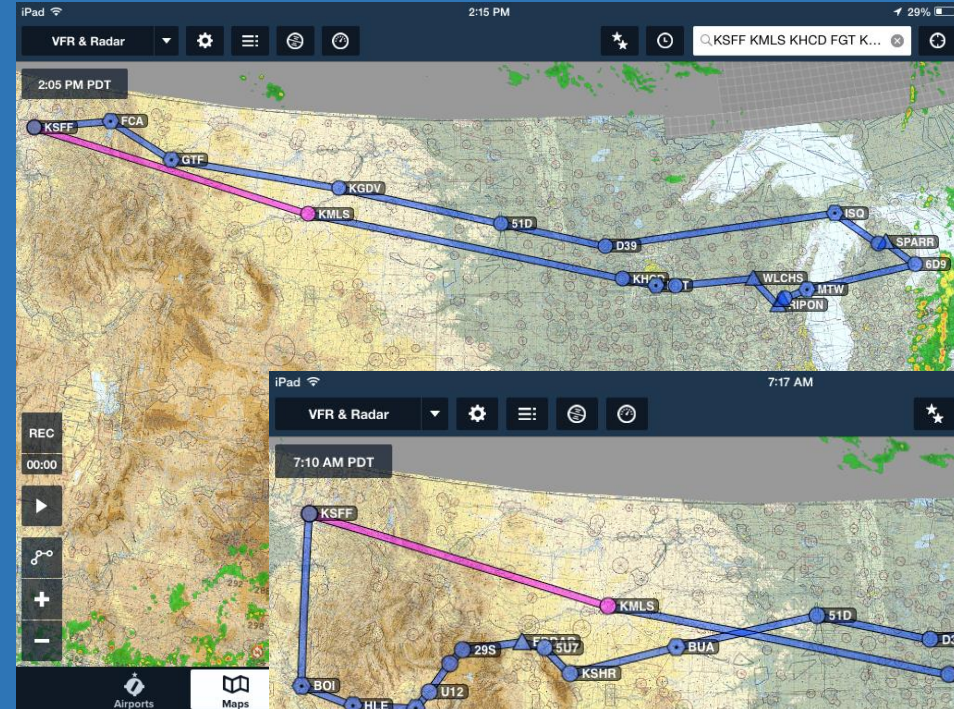 iPad 2:15 PM 29%
VFR & Radar KSFF KMLS KHCD FGT K...
2:05 PM PDT
KSFF FCA
GTF
KGDV
KMLS
51D
ISQ
D39
SPARR
6D9
WLCHS
MTW
RIPON
REC
00:00
292
Airports Maps
iPad 7:17 AM
VFR & Radar
7:10 AM PDT
KSFF
KMLS
51D
29S 5U7 BUA
KSHR
BOI
U12
HLE